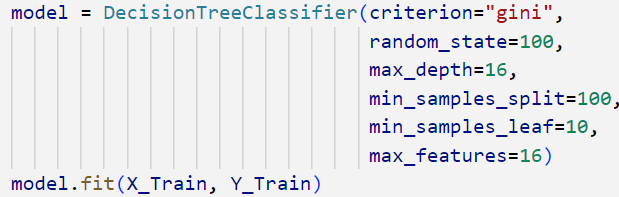 model = DecisionTreeClassifier(criterion="gini",
random_state=100,
max_depth=16,
min_samples_split=100,
min_samples_leaf=10,
max_features=16)
model.fit(X_Train, Y_Train)